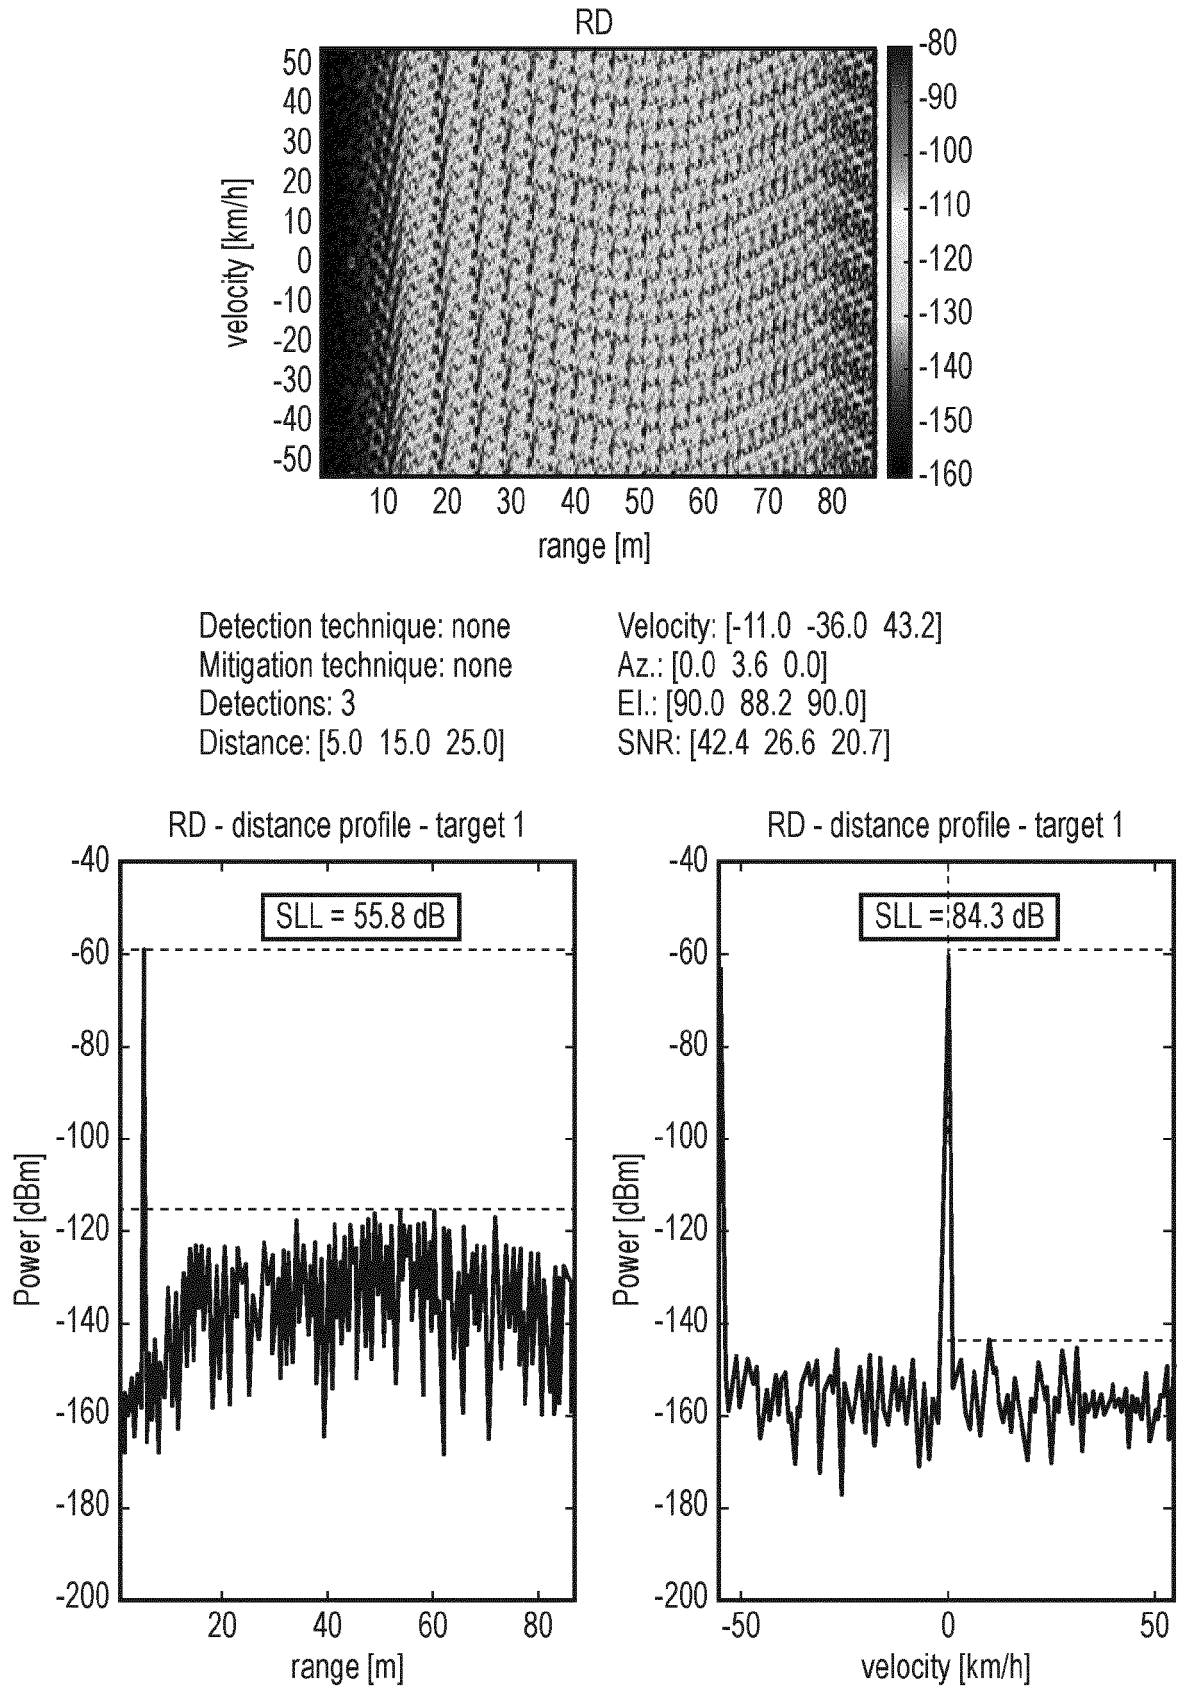 RD
50
40
30
20
10
0
-10
-20
-30
-40
-50
velocity [km/h]
10 20 30 40 50 60 70 80
range [m]
-80
-90
-100
-110
-120
-130
-140
-150
-160
Detection technique: none
Mitigation technique: none
Detections: 3
Distance: [5.0 15.0 25.0]
Velocity: [-11.0 -36.0 43.2]
Az.: [0.0 3.6 0.0]
El.: [90.0 88.2 90.0]
SNR: [42.4 26.6 20.7]
RD - distance profile - target 1
SLL = 55.8 dB
-40
-60
-80
-100
-120
-140
-160
-180
-200
Power [dBm]
20 40 60 80
range [m]
RD - distance profile - target 1
SLL = 84.3 dB
-40
-60
-80
-100
-120
-140
-160
-180
-200
Power [dBm]
-50 0 50
velocity [km/h]